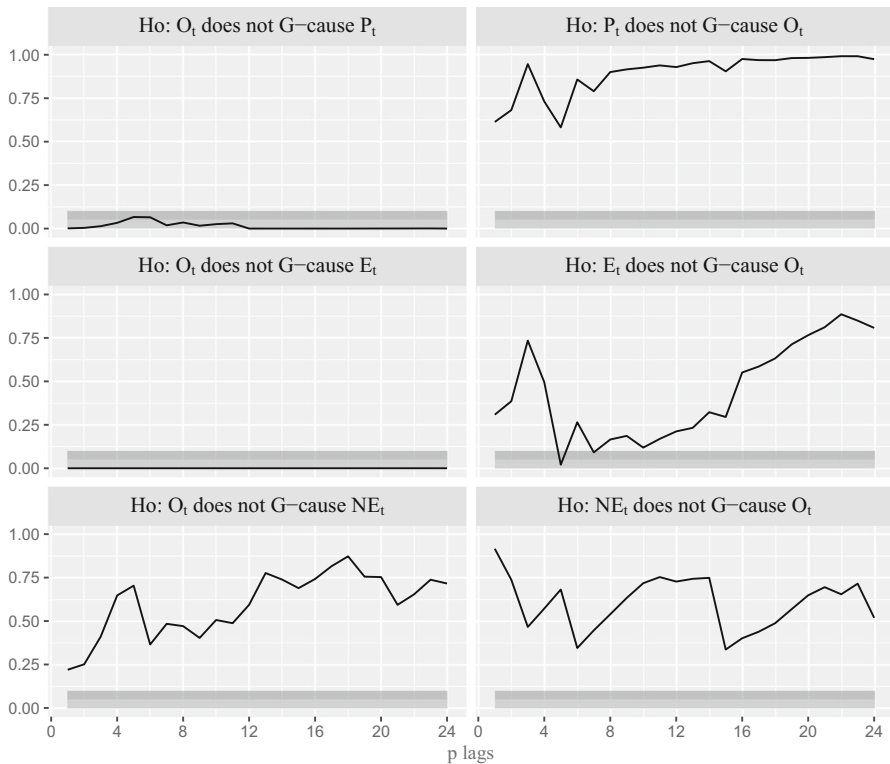 Ho: Oₜ does not G−cause Pₜ
Ho: Pₜ does not G−cause Oₜ
1.00
0.75
0.50
0.25
0.00
Ho: Oₜ does not G−cause Eₜ
Ho: Eₜ does not G−cause Oₜ
1.00
0.75
0.50
0.25
0.00
Ho: Oₜ does not G−cause NEₜ
Ho: NEₜ does not G−cause Oₜ
1.00
0.75
0.50
0.25
0.00
0 4 8 12 16 20 24 0 4 8 12 16 20 24
p lags